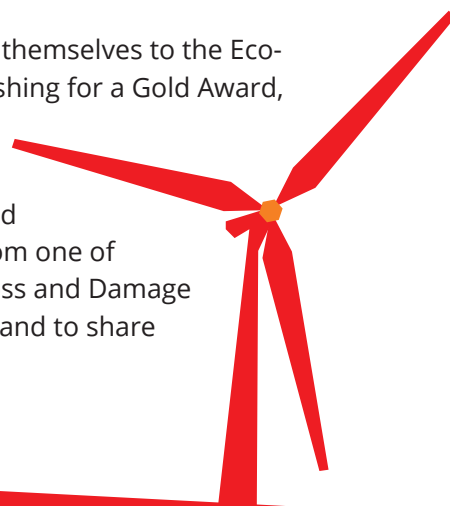 themselves to the Eco-
shing for a Gold Award,
d
om one of
ss and Damage
and to share